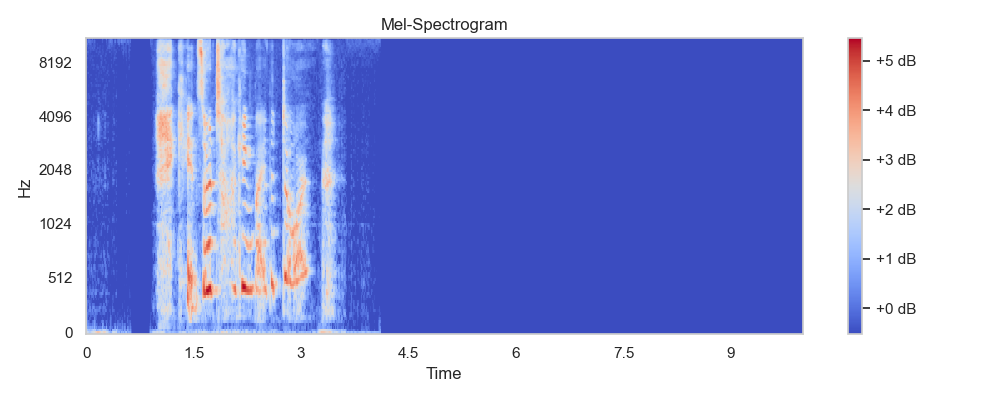 Mel-Spectrogram
8192
4096
2048
1024
512
0
Hz
0 1.5 3 4.5 6 7.5 9
Time
+5 dB
+4 dB
+3 dB
+2 dB
+1 dB
+0 dB